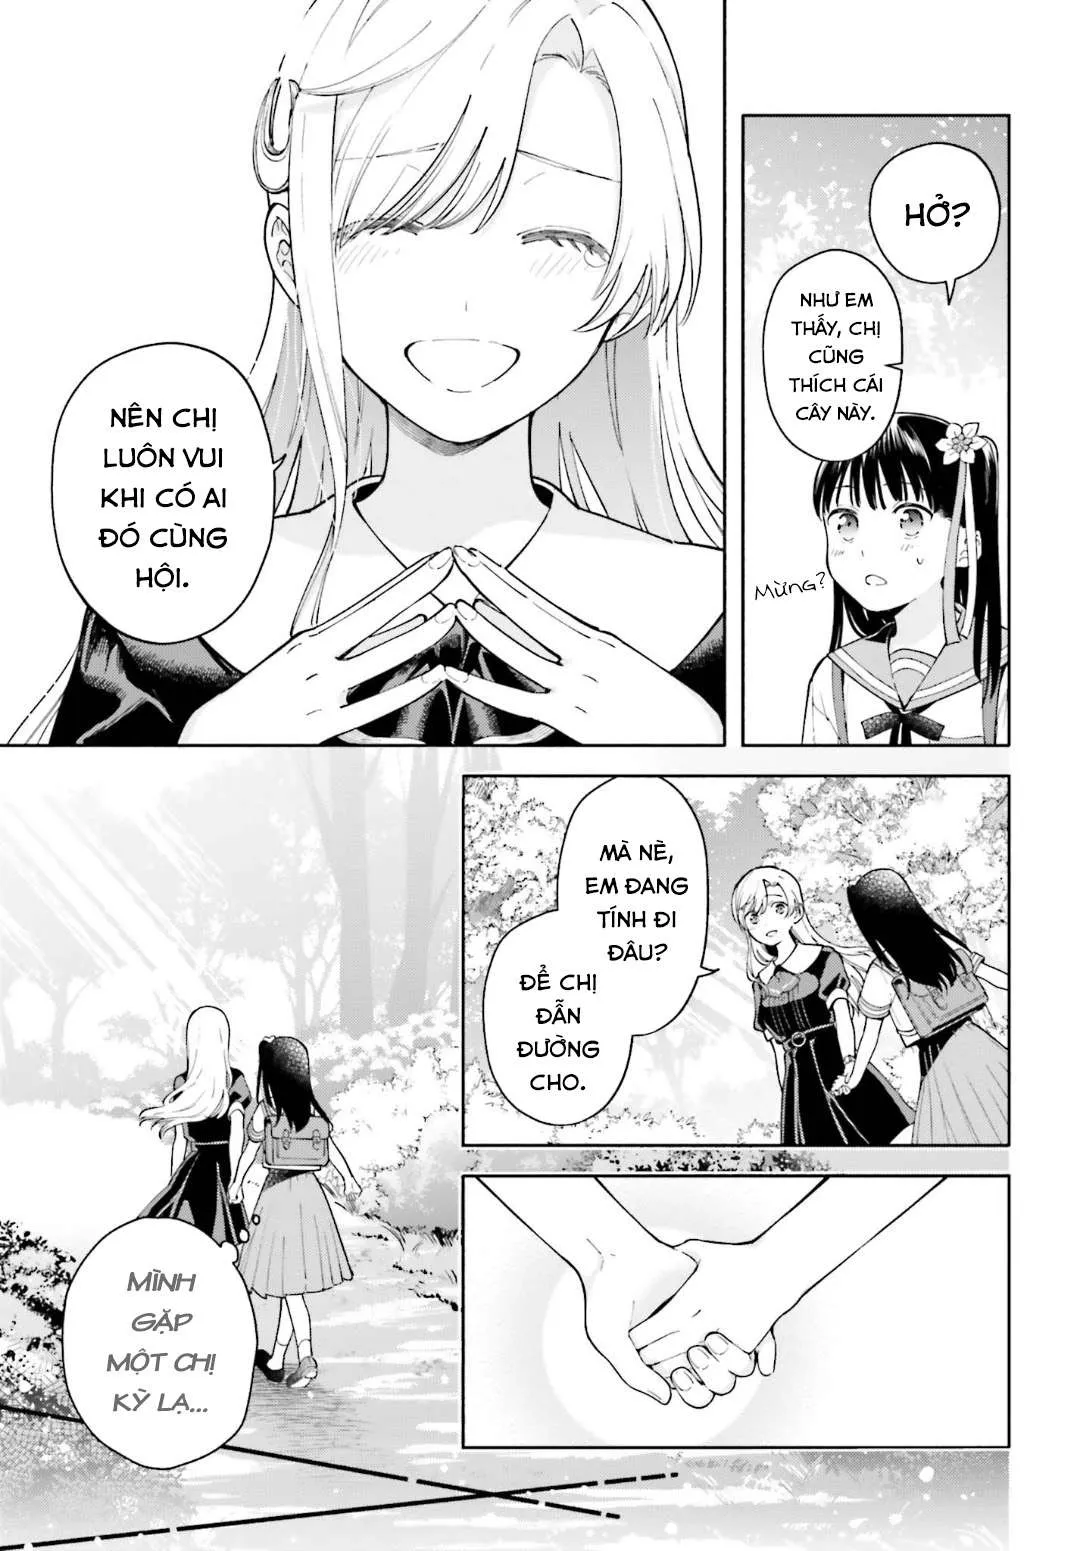 HỞ?
NHƯ EM
THẤY, CHỊ
CŨNG
THÍCH CÁI
CÂY NÀY.
MỪNG?
NÊN CHỊ
LUÔN VUI
KHI CÓ AI
ĐÓ CÙNG
HỘI.
MÀ NÈ,
EM ĐANG
TÍNH ĐI
ĐÂU?
ĐỂ CHỊ
ĐẪN
ĐƯỜNG
CHO.
MÌNH
GẶP
MỘT CHỊ
KỲ LẠ...